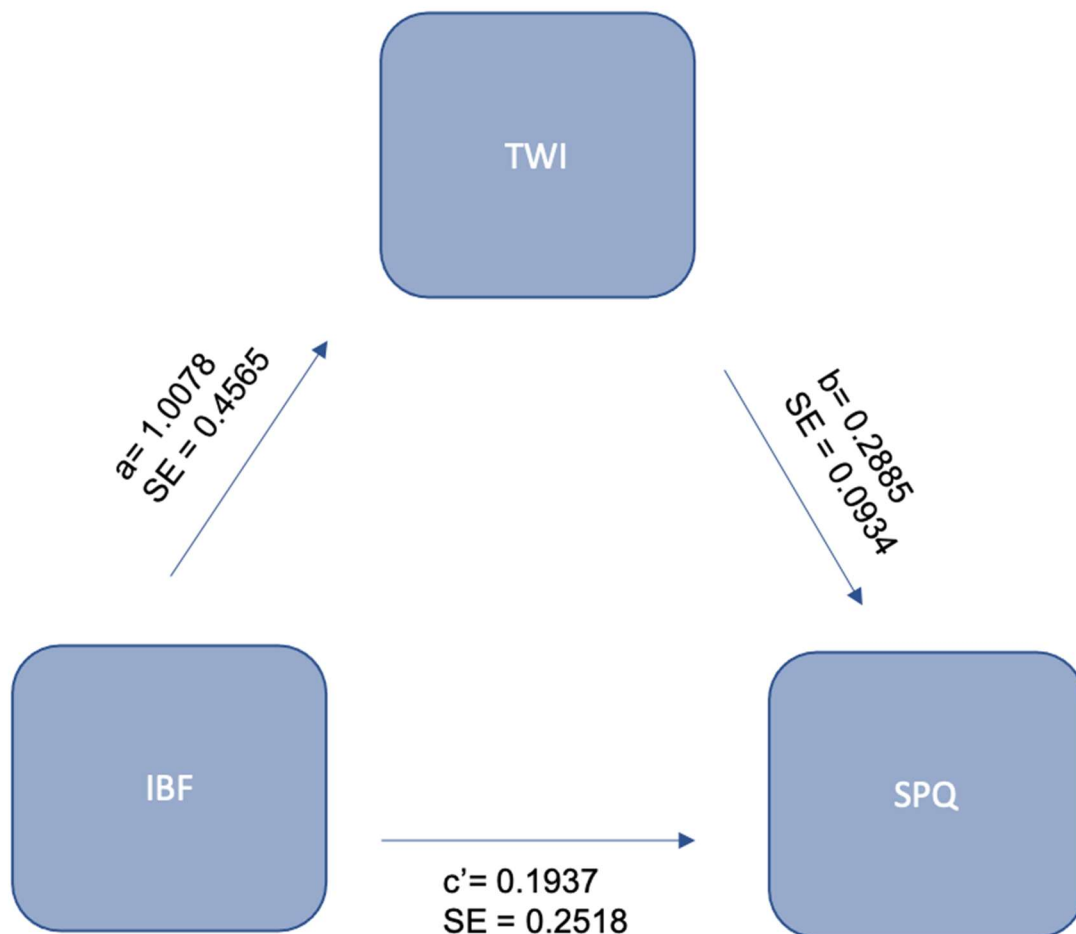 TWI
a= 1.0078
SE = 0.4565
b= 0.2885
SE = 0.0934
IBF
SPQ
c’= 0.1937
SE = 0.2518